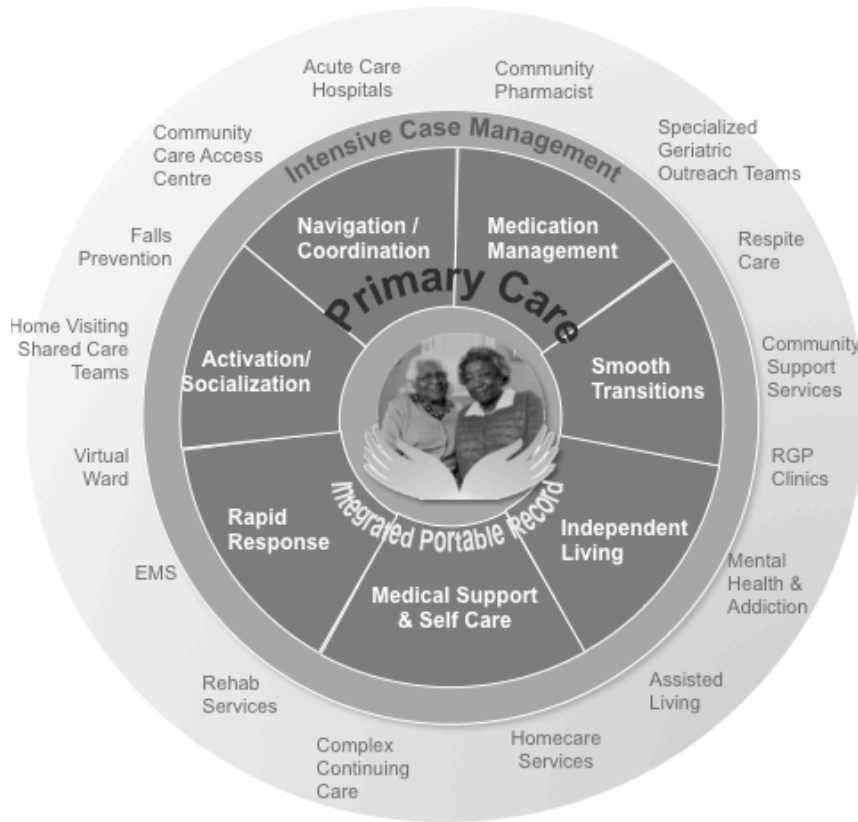 Acute Care
Hospitals
Community
Pharmacist
Specialized
Geriatric
Outreach Teams
Respite
Care
Community
Support
Services
RGP
Clinics
Mental
Health &
Addiction
Assisted
Living
Homecare
Services
Complex
Continuing
Care
Rehab
Services
EMS
Virtual
Ward
Home Visiting
Shared Care
Teams
Falls
Prevention
Community
Care Access
Centre
Intensive Case Management
Navigation /
Coordination
Medication
Management
Smooth
Transitions
Independent
Living
Medical Support
& Self Care
Rapid
Response
Activation/
Socialization
Primary Care
Integrated Portable Record